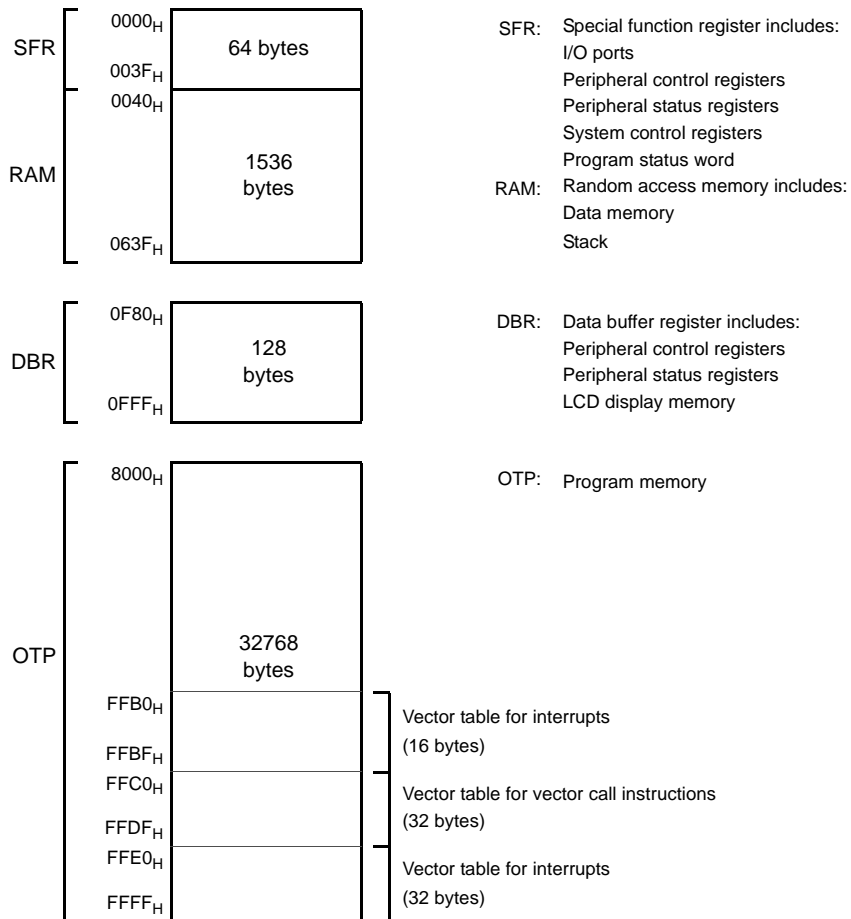 SFR
0000H
64 bytes
003FH
RAM
0040H
1536
bytes
063FH
SFR: Special function register includes:
I/O ports
Peripheral control registers
Peripheral status registers
System control registers
Program status word
RAM: Random access memory includes:
Data memory
Stack
DBR
0F80H
128
bytes
0FFFH
DBR: Data buffer register includes:
Peripheral control registers
Peripheral status registers
LCD display memory
OTP
8000H
32768
bytes
OTP: Program memory
FFB0H
FFBFH
Vector table for interrupts
(16 bytes)
FFC0H
FFDFH
Vector table for vector call instructions
(32 bytes)
FFE0H
FFFFH
Vector table for interrupts
(32 bytes)